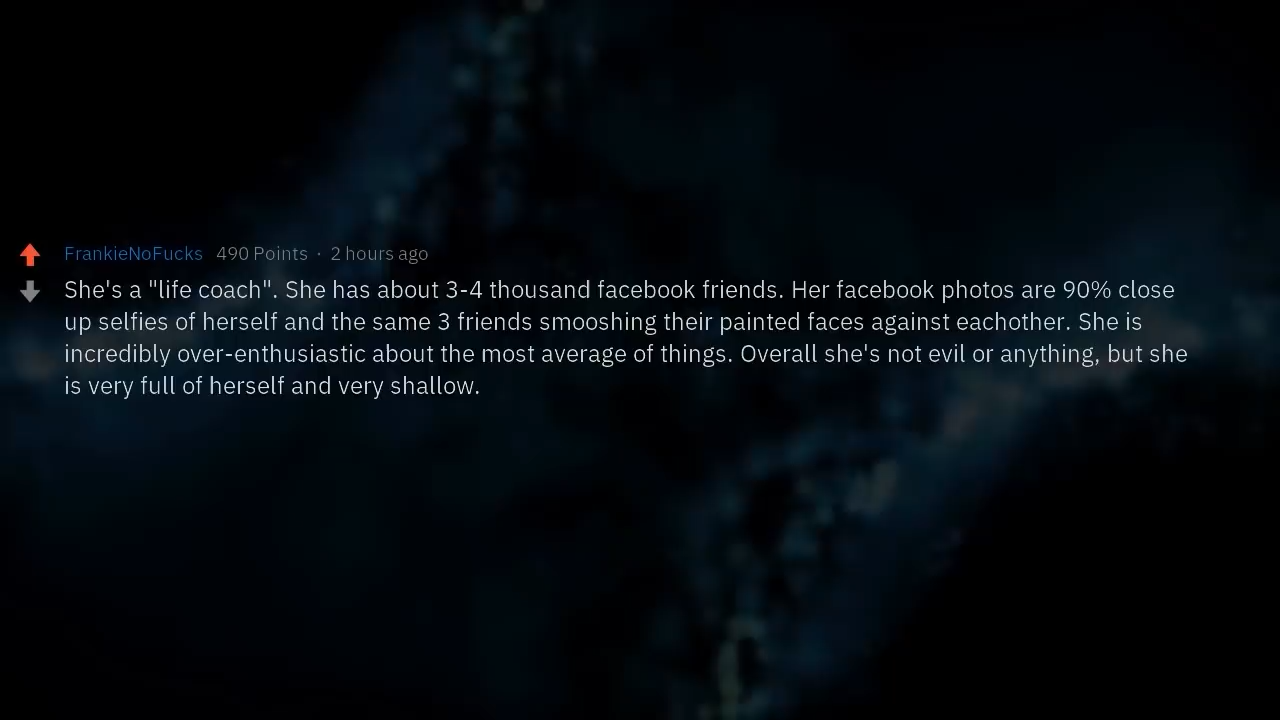 FrankieNoFucks 490 Points · 2 hours ago
She's a "life coach". She has about 3-4 thousand facebook friends. Her facebook photos are 90% close
up selfies of herself and the same 3 friends smooshing their painted faces against eachother. She is
incredibly over-enthusiastic about the most average of things. Overall she's not evil or anything, but she
is very full of herself and very shallow.